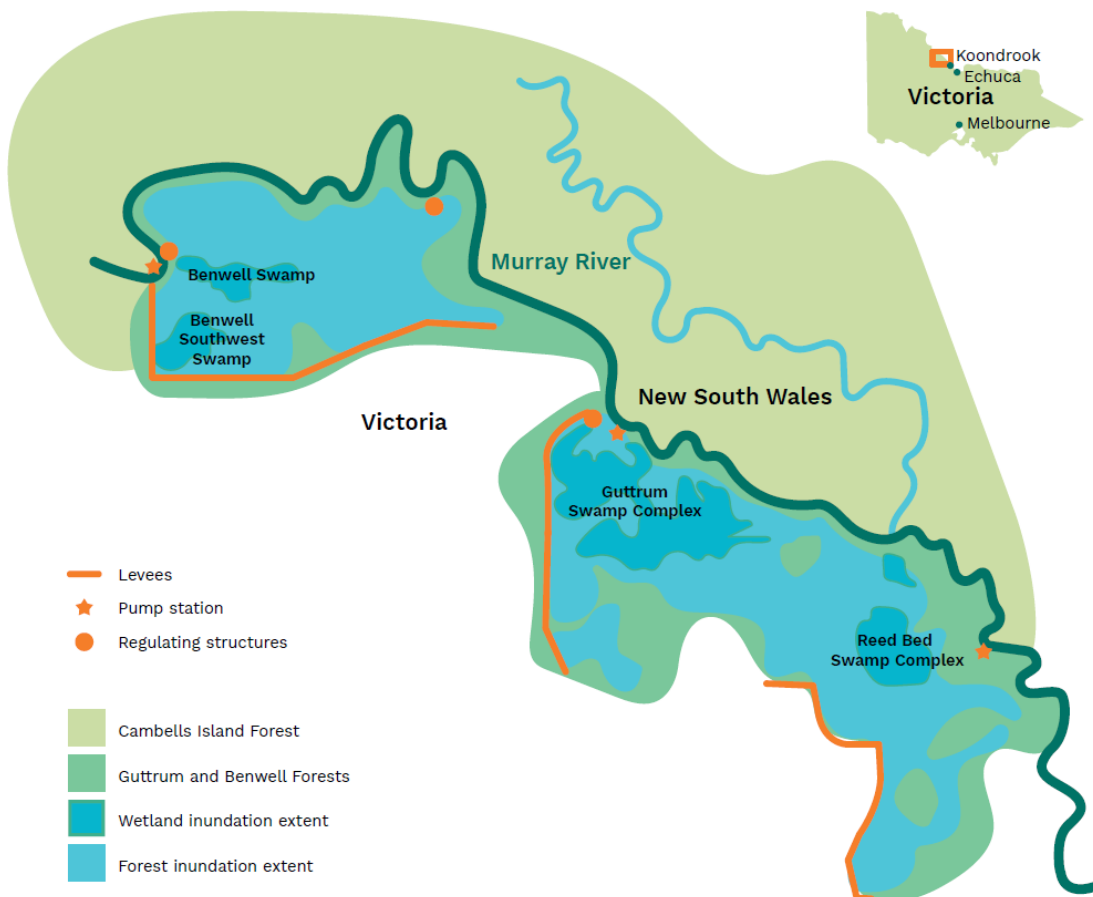 Koondrook
Echuca
Victoria
Melbourne
Murray River
Benwell Swamp
Benwell
Southwest
Swamp
New South Wales
Victoria
Guttrum
Swamp Complex
Reed Bed
Swamp Complex
Levees
Pump station
Regulating structures
Cambells Island Forest
Guttrum and Benwell Forests
Wetland inundation extent
Forest inundation extent